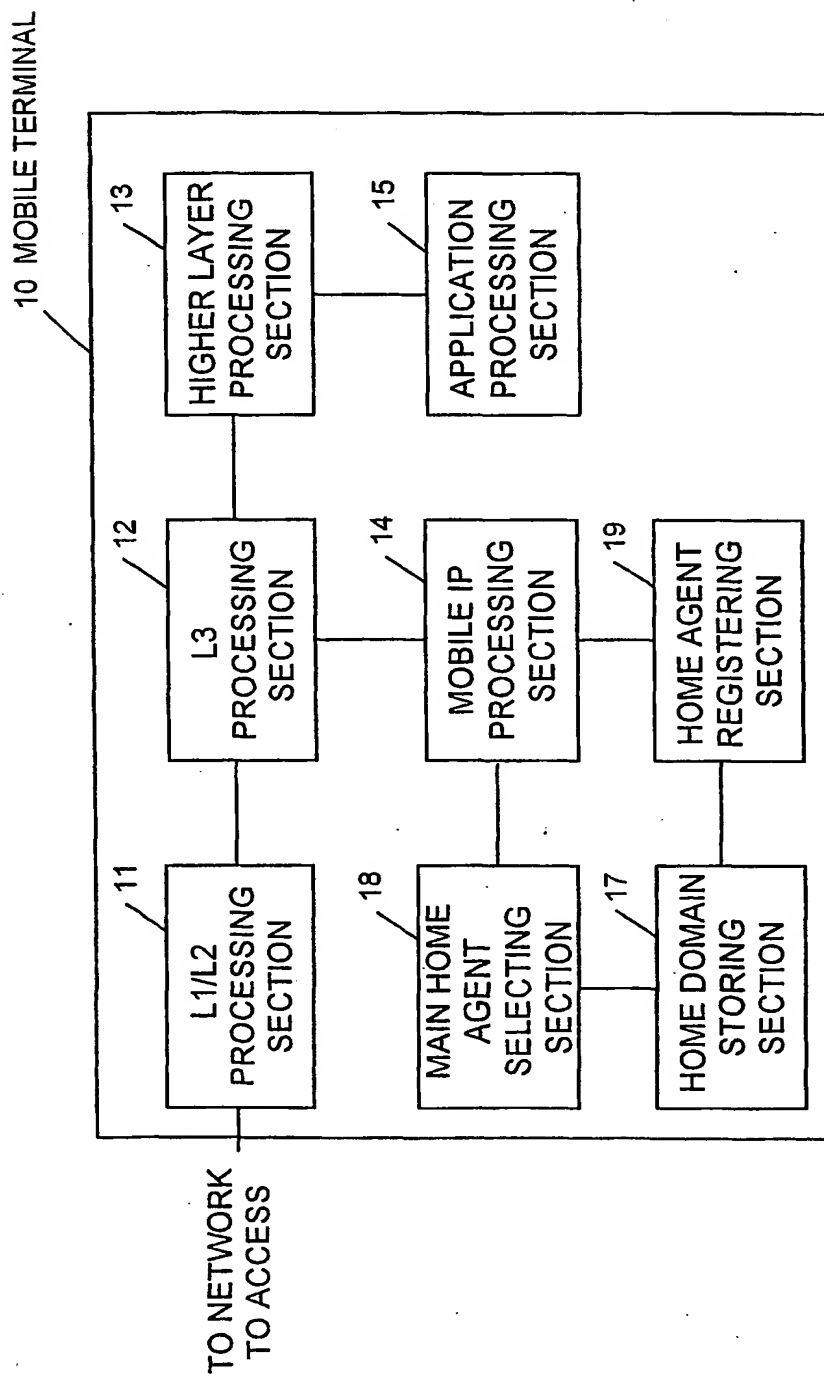 10 MOBILE TERMINAL
TO NETWORK
TO ACCESS
11
L1/L2
PROCESSING
SECTION
12
L3
PROCESSING
SECTION
13
HIGHER LAYER
PROCESSING
SECTION
18
MAIN HOME
AGENT
SELECTING
SECTION
14
MOBILE IP
PROCESSING
SECTION
15
APPLICATION
PROCESSING
SECTION
17
HOME DOMAIN
STORING
SECTION
19
HOME AGENT
REGISTERING
SECTION